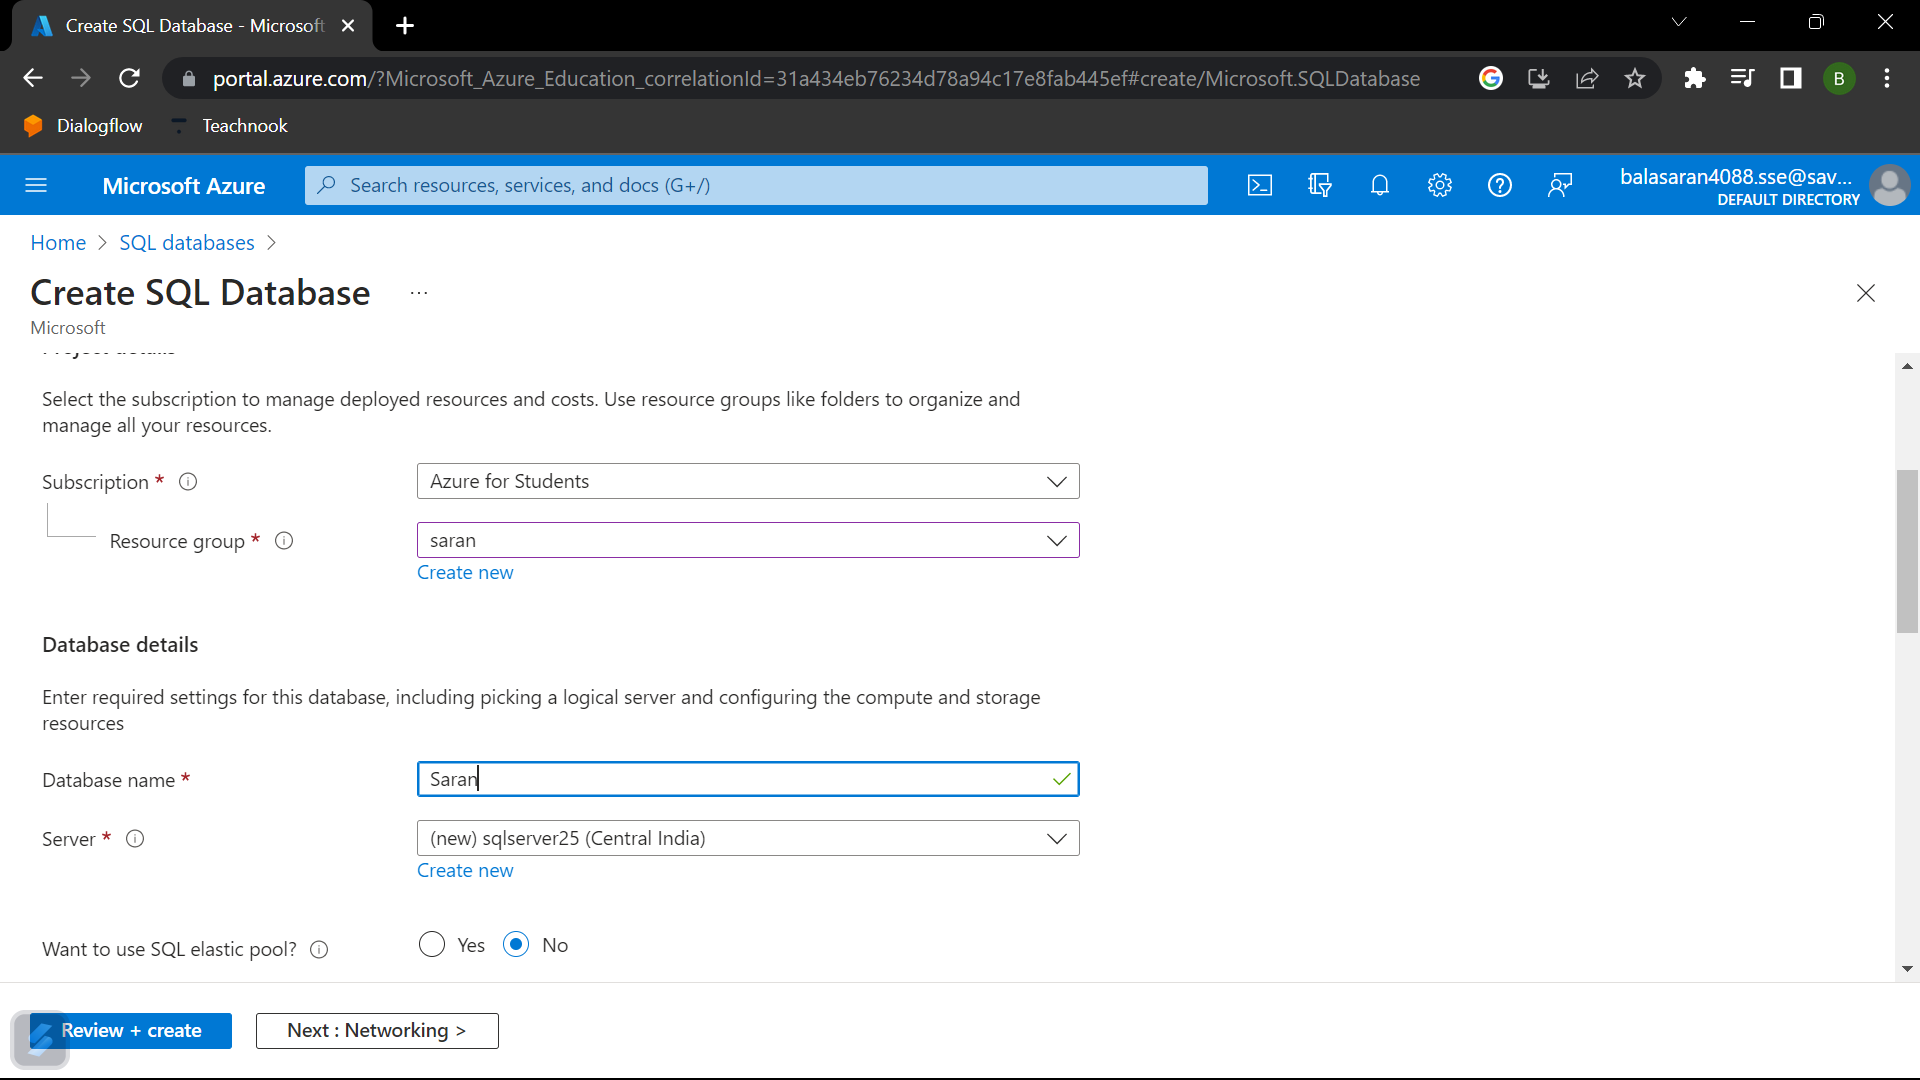 Create SQL Database - Microsoft
portal.azure.com/?Microsoft_Azure_Education_correlationId=31a434eb76234d78a94c17e8fab445ef#create/Microsoft.SQLDatabase
B
Dialogflow
Teachnook
Microsoft Azure
Search resources, services, and docs (G+/)
balasaran4088.sse@sav...
DEFAULT DIRECTORY
Home > SQL databases >
Create SQL Database ...
Microsoft
Project details
Select the subscription to manage deployed resources and costs. Use resource groups like folders to organize and
manage all your resources.
Subscription * Azure for Students
Resource group * saran
Create new
Database details
Enter required settings for this database, including picking a logical server and configuring the compute and storage
resources
Database name * Saran
Server * (new) sqlserver25 (Central India)
Create new
Want to use SQL elastic pool? Yes No
Review + create
Next : Networking >